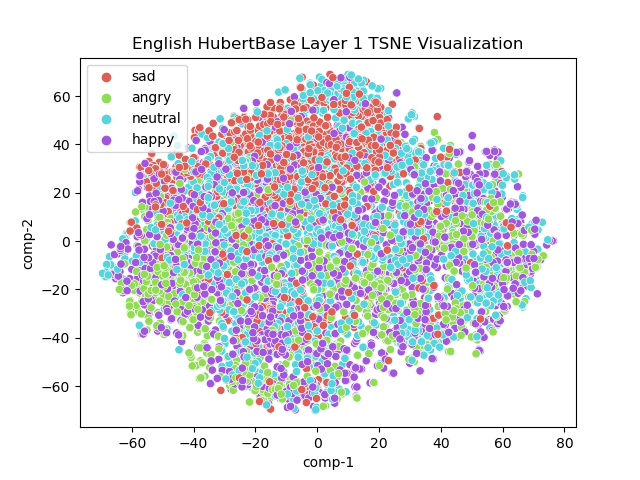 English HubertBase Layer 1 TSNE Visualization
sad
angry
neutral
happy
60
40
20
0
−20
−40
−60
comp-2
−60
−40
−20
0
20
40
60
80
comp-1